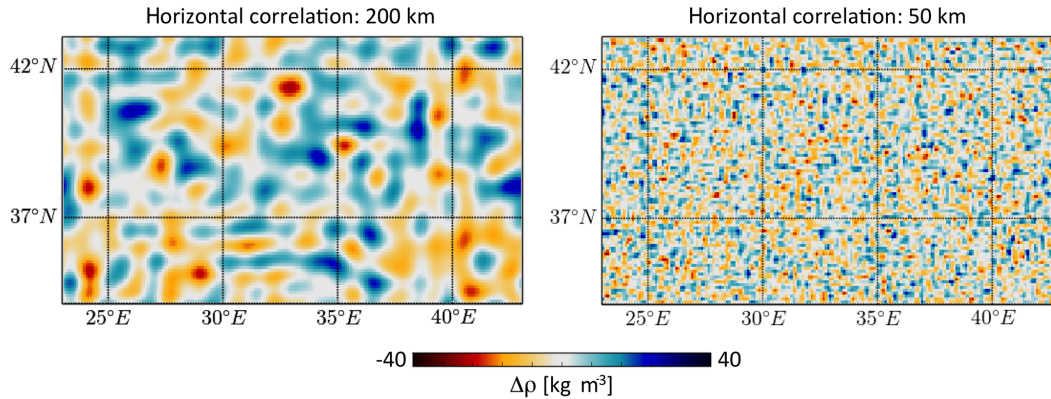 Horizontal correlation: 200 km
Horizontal correlation: 50 km
42°N
37°N
25°E 30°E 35°E 40°E
42°N
37°N
25°E 30°E 35°E 40°E
-40 40
Δρ [kg m⁻³]